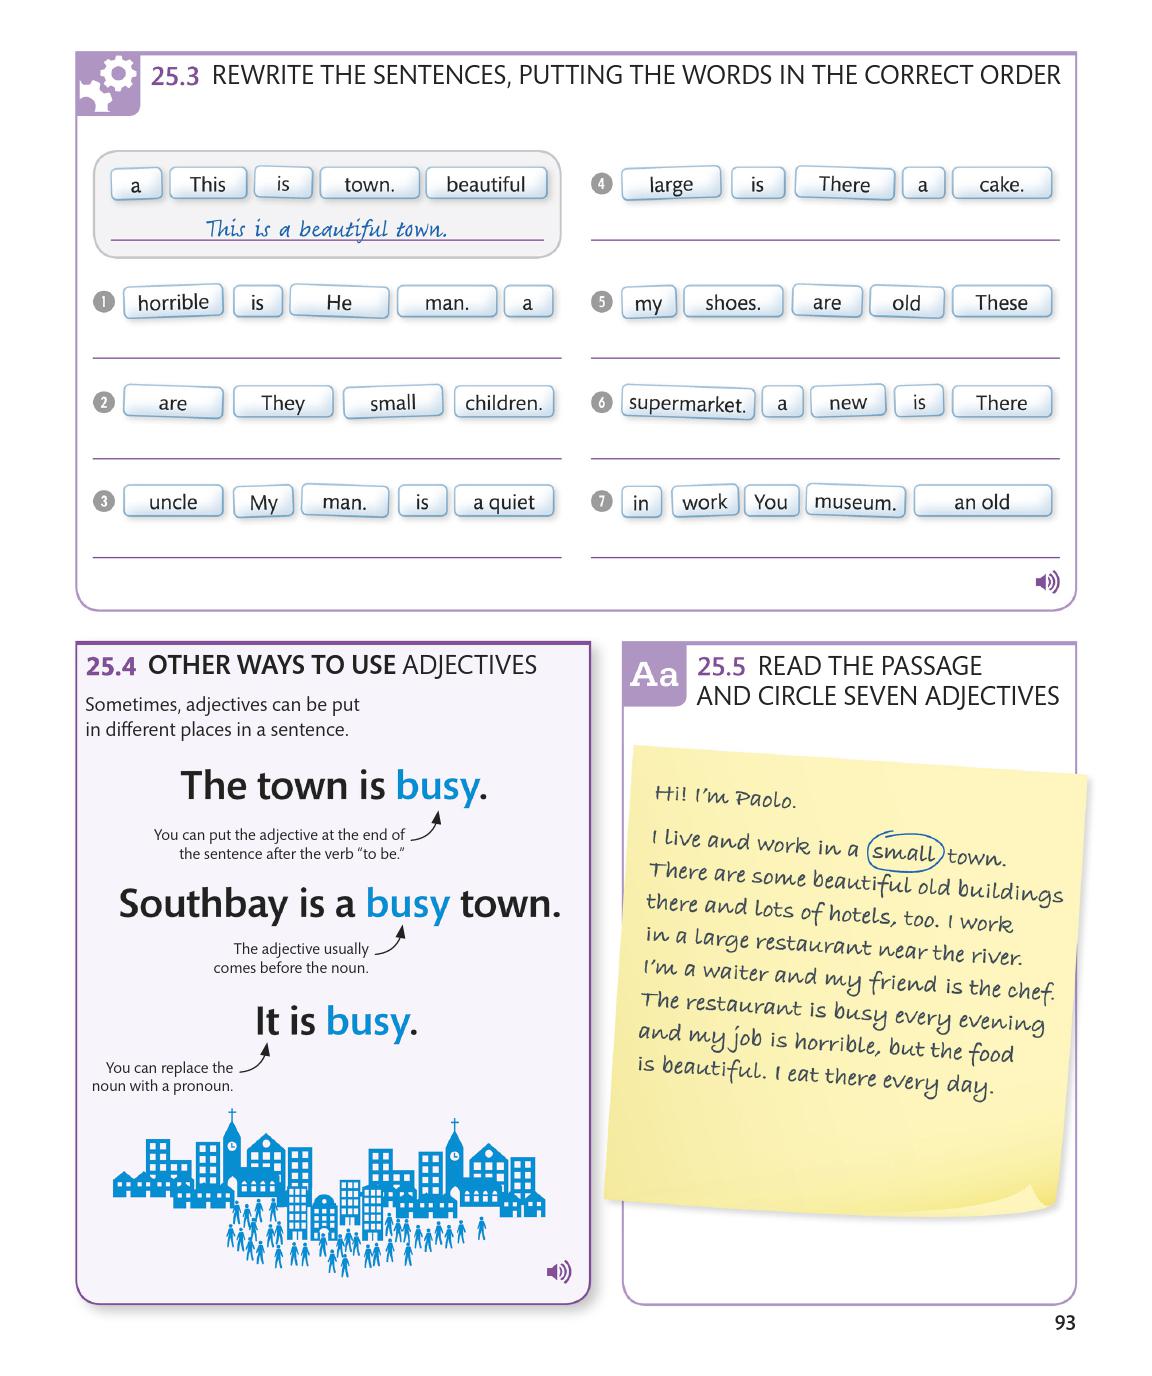 25.3 REWRITE THE SENTENCES, PUTTING THE WORDS IN THE CORRECT ORDER
a This is town. beautiful
This is a beautiful town.
1 horrible is He man. a
2 are They small children.
3 uncle My man. is a quiet
4 large is There a cake.
5 my shoes. are old These
6 supermarket. a new is There
7 in work You museum. an old
25.4 OTHER WAYS TO USE ADJECTIVES
Sometimes, adjectives can be put
in different places in a sentence.
The town is busy.
You can put the adjective at the end of
the sentence after the verb “to be.”
Southbay is a busy town.
The adjective usually
comes before the noun.
It is busy.
You can replace the
noun with a pronoun.
Aa 25.5 READ THE PASSAGE
AND CIRCLE SEVEN ADJECTIVES
Hi! I'm Paolo.
I live and work in a small town.
There are some beautiful old buildings
there and lots of hotels, too. I work
in a large restaurant near the river.
I'm a waiter and my friend is the chef.
The restaurant is busy every evening
and my job is horrible, but the food
is beautiful. I eat there every day.
93